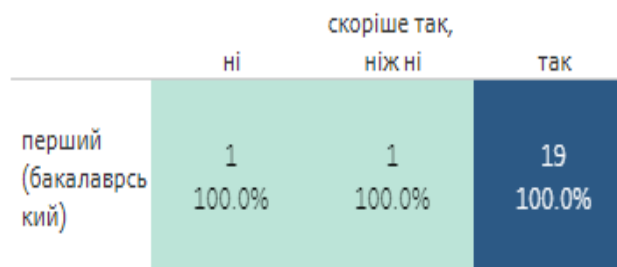 скоріше так,
ні ніж ні так
перший
(бакалаврсь
кий)
1 1 19
100.0% 100.0% 100.0%